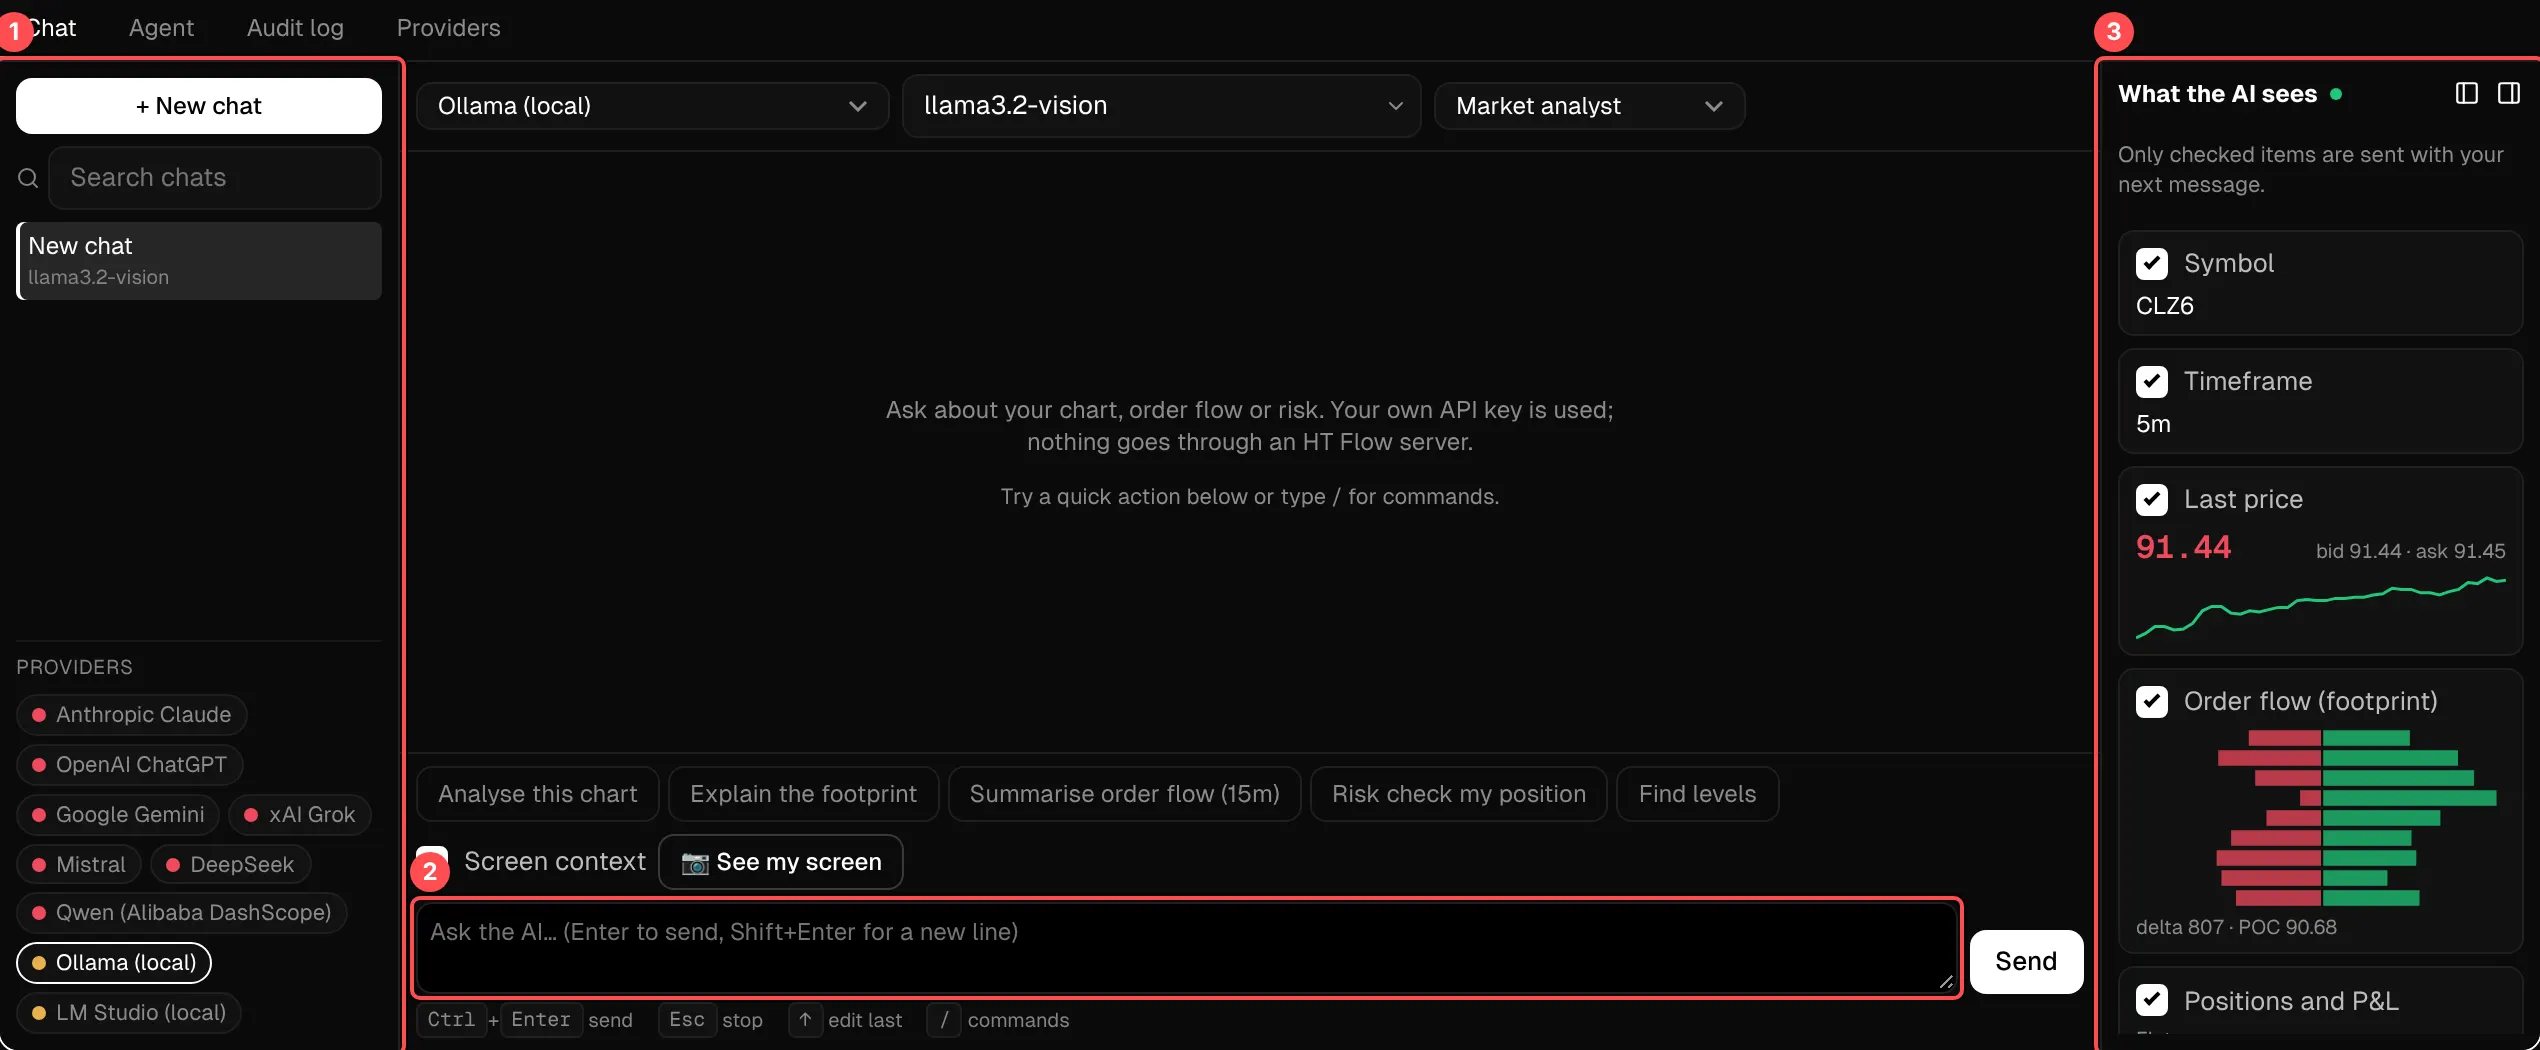 1
Chat
Agent
Audit log
Providers
3
+ New chat
Search chats
New chat
llama3.2-vision
PROVIDERS
Anthropic Claude
OpenAI ChatGPT
Google Gemini
xAI Grok
Mistral
DeepSeek
Qwen (Alibaba DashScope)
Ollama (local)
LM Studio (local)
Ollama (local)
llama3.2-vision
Market analyst
Ask about your chart, order flow or risk. Your own API key is used;
nothing goes through an HT Flow server.
Try a quick action below or type / for commands.
Analyse this chart
Explain the footprint
Summarise order flow (15m)
Risk check my position
Find levels
2
Screen context
See my screen
Ask the AI... (Enter to send, Shift+Enter for a new line)
Send
Ctrl + Enter send
Esc stop
↑ edit last
/ commands
What the AI sees
Only checked items are sent with your
next message.
Symbol
CLZ6
Timeframe
5m
Last price
91.44
bid 91.44 · ask 91.45
Order flow (footprint)
delta 807 · POC 90.68
Positions and P&L